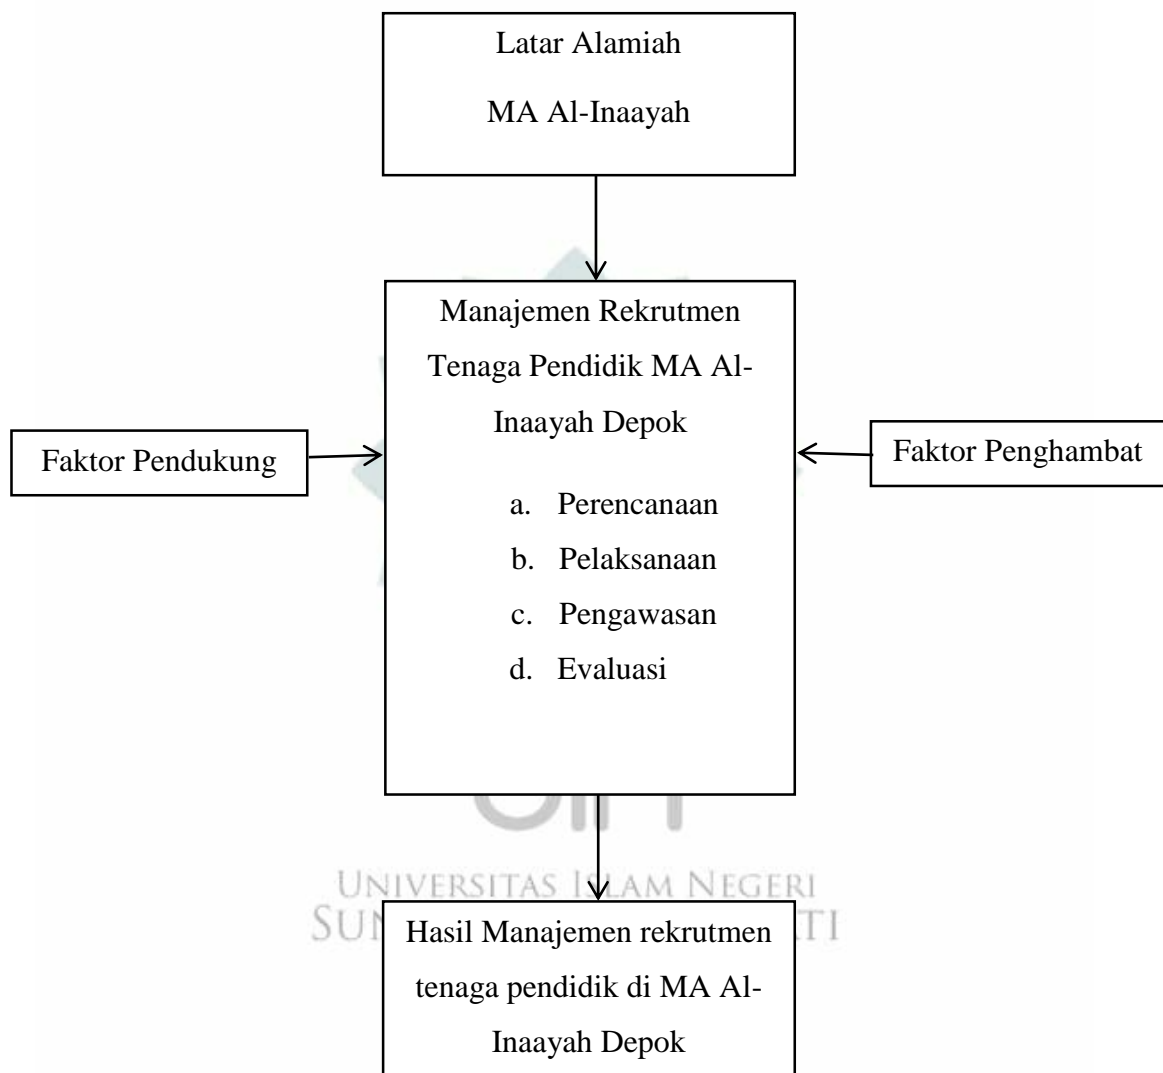 Latar Alamiah
MA Al-Inaayah
Manajemen Rekrutmen
Tenaga Pendidik MA Al-
Inaayah Depok
Faktor Pendukung
Faktor Penghambat
a. Perencanaan
b. Pelaksanaan
c. Pengawasan
d. Evaluasi
UNIVERSITAS ISLAM NEGERI
Hasil Manajemen rekrutmen
tenaga pendidik di MA Al-
Inaayah Depok